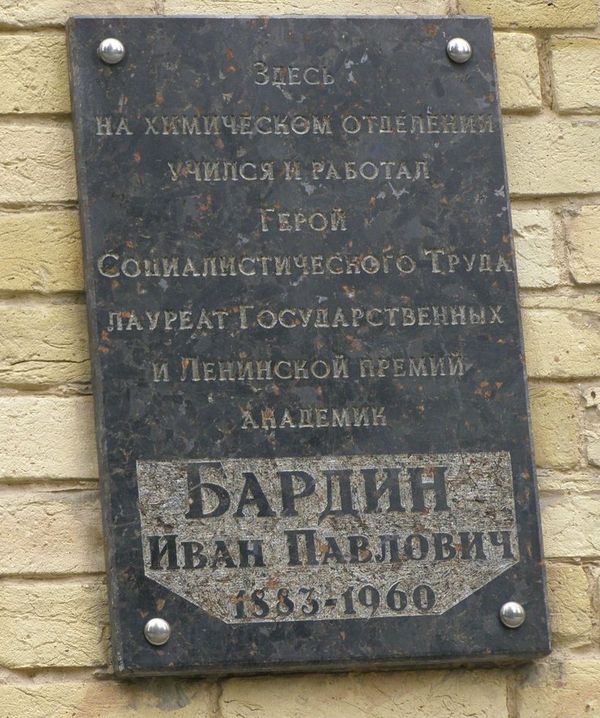 Здесь
на химическом отделении
учился и работал
Герой
Социалистического Труда
лауреат Государственных
и Ленинской премий
академик
БАРДИН
Иван Павлович
1883-1960